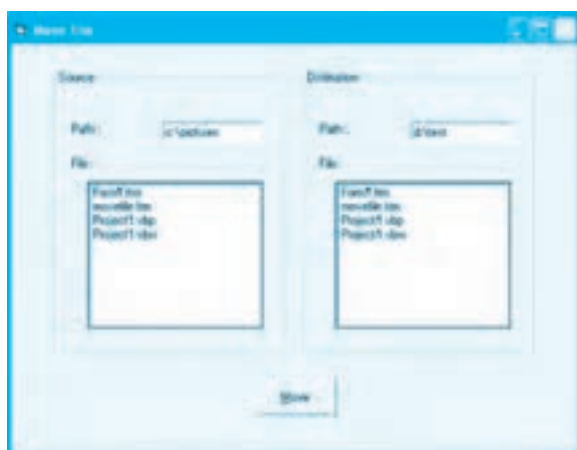 Move File
Source
Path:
c:\pictures
File:
Form1.frm
movefile.frm
Project1.vbp
Project1.vbw
Destination
Path:
d:\test
File:
Form1.frm
movefile.frm
Project1.vbp
Project1.vbw
Move